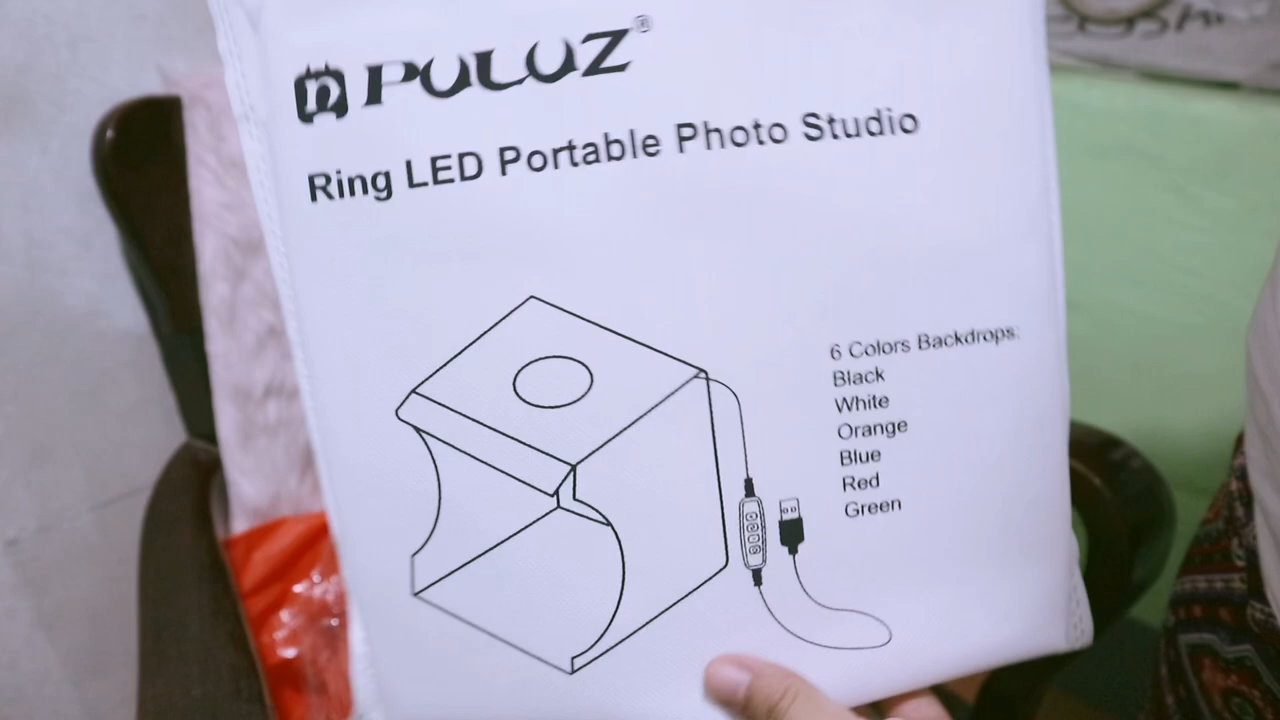 PULUZ®
Ring LED Portable Photo Studio
6 Colors Backdrops:
Black
White
Orange
Blue
Red
Green